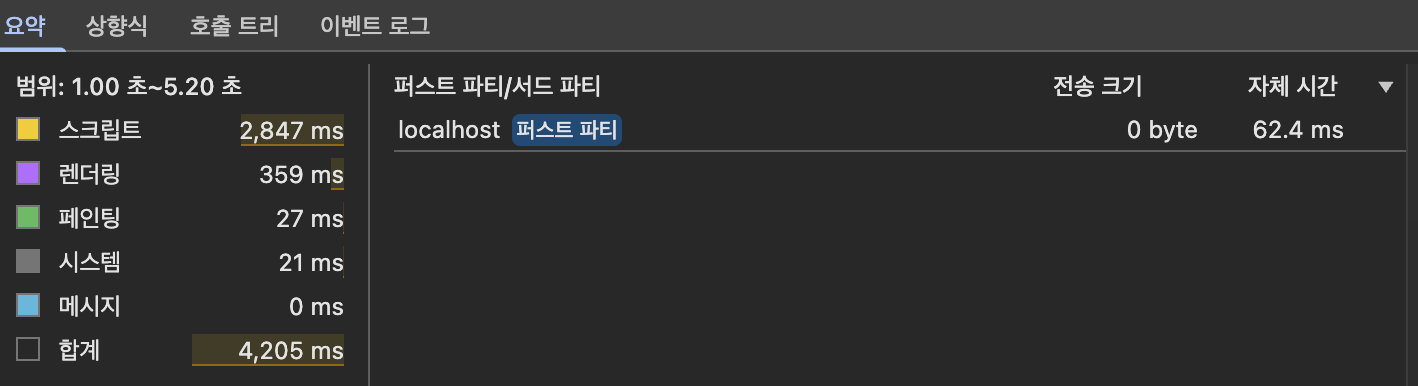 요약 상향식 호출 트리 이벤트 로그
범위: 1.00 초~5.20 초
스크립트 2,847 ms
렌더링 359 ms
페인팅 27 ms
시스템 21 ms
메시지 0 ms
합계 4,205 ms
퍼스트 파티/서드 파티 전송 크기 자체 시간 ▼
localhost 퍼스트 파티 0 byte 62.4 ms